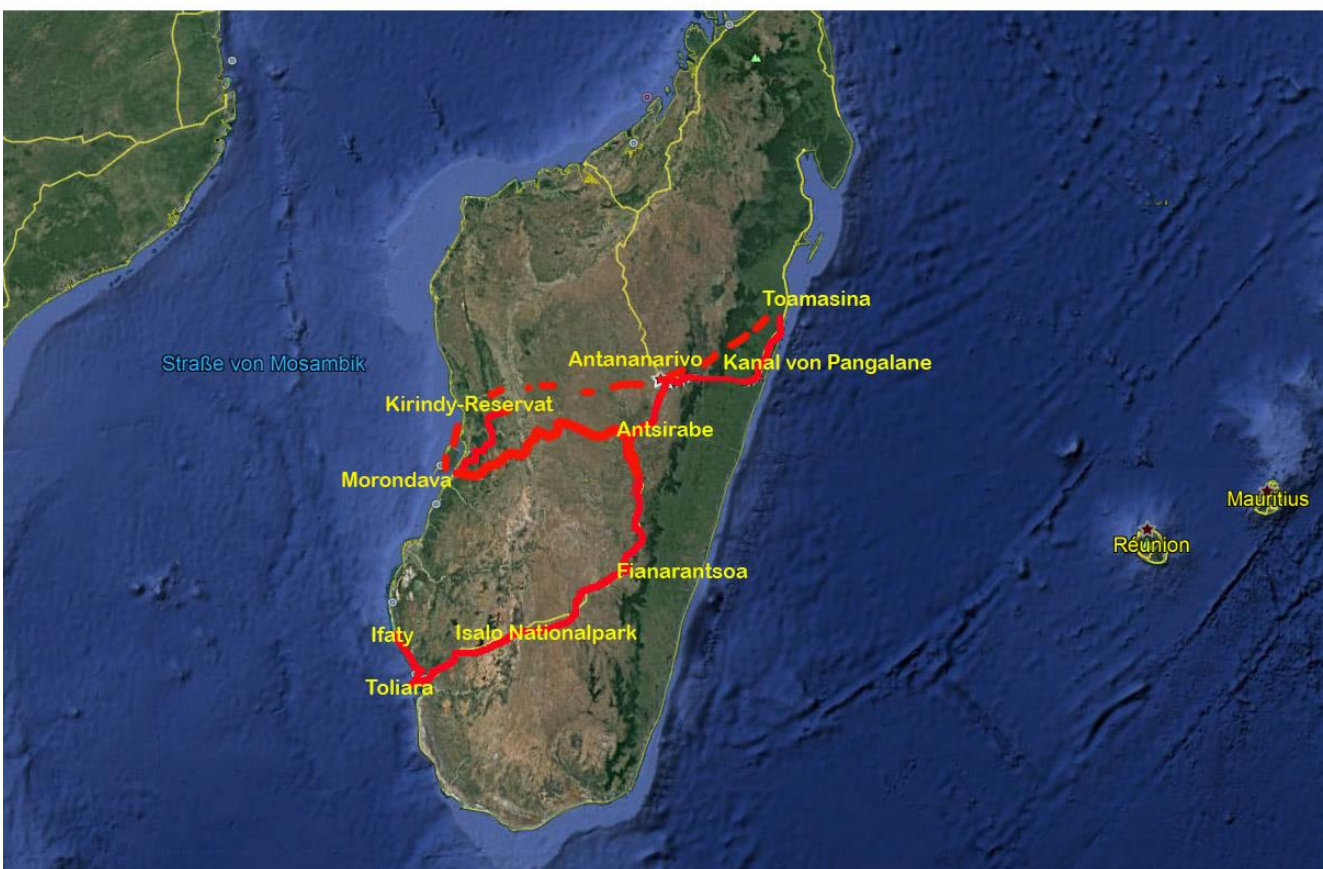 Toamasina
Straße von Mosambik
Antananarivo
Kanal von Pangalane
Kirindy-Reservat
Antsirabe
Morondava
Mauritius
Réunion
Fianarantsoa
Ifaty
Isalo Nationalpark
Toliara